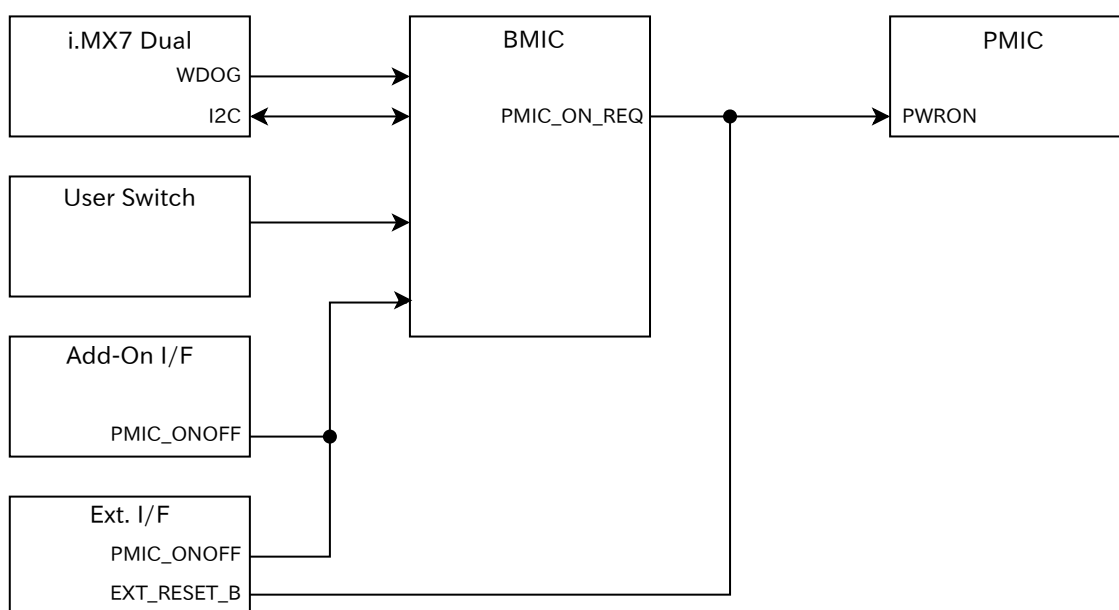 i.MX7 Dual
WDOG
I2C
User Switch
Add-On I/F
PMIC_ONOFF
Ext. I/F
PMIC_ONOFF
EXT_RESET_B
BMIC
PMIC_ON_REQ
PMIC
PWRON